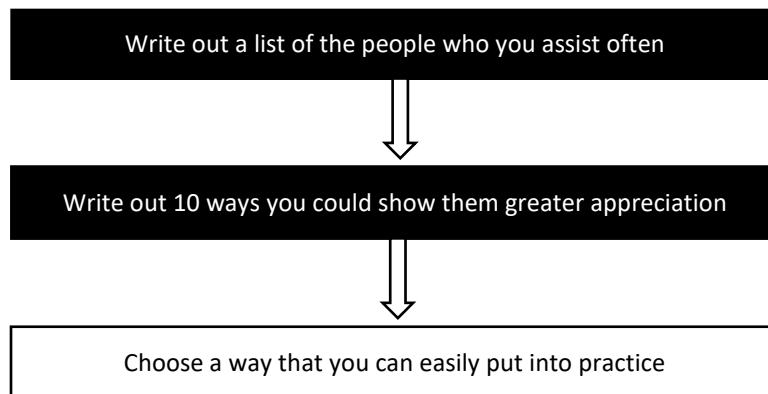 Write out a list of the people who you assist often
Write out 10 ways you could show them greater appreciation
Choose a way that you can easily put into practice